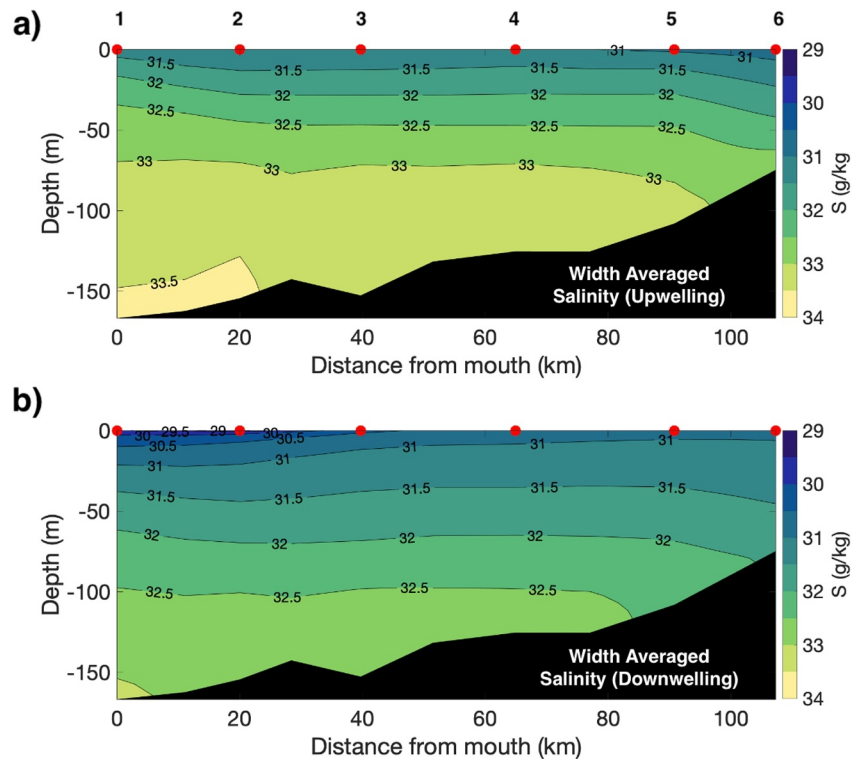 a) 1 2 3 4 5 6
0 31.5 31.5 31.5 31.5 31 31.5 31 29
32 32 32 32 32 30
-50 32.5 32.5 32.5 32.5 32.5 31
33 33 33 33 33
-100 32
33.5 33
-150 34
Width Averaged
Salinity (Upwelling)
Depth (m)
S (g/kg
0 20 40 60 80 100
Distance from mouth (km)
b)
0 30 29.5 29 30 29
30.5 30.5 31 31 31
31 31 30
31.5 31.5 31.5 31.5 31.5
-50 31
32 32 32 32 32
-100 32.5 32.5 32.5 32.5 32
33
-150 34
Width Averaged
Salinity (Downwelling)
Depth (m)
S (g/kg)
0 20 40 60 80 100
Distance from mouth (km)